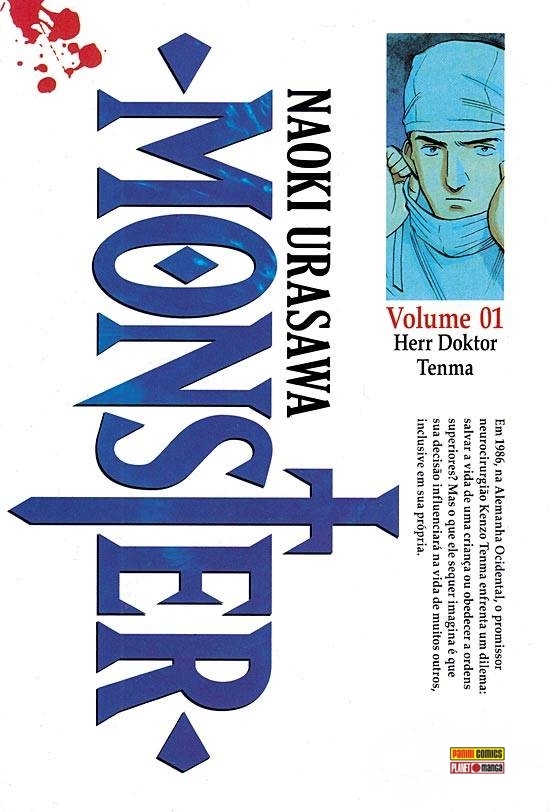 NAOKI URASAWA
MONSTER
Volume 01
Herr Doktor
Tenma
Em 1986, na Alemanha Ocidental, o promissor
neurocirurgião Kenzo Tenma enfrenta um dilema:
salvar a vida de uma criança ou obedecer a ordens
superiores? Mas o que ele sequer imagina é que
sua decisão influenciará na vida de muitos outros,
inclusive em sua própria.
PANINI COMICS
PLANET MANGA